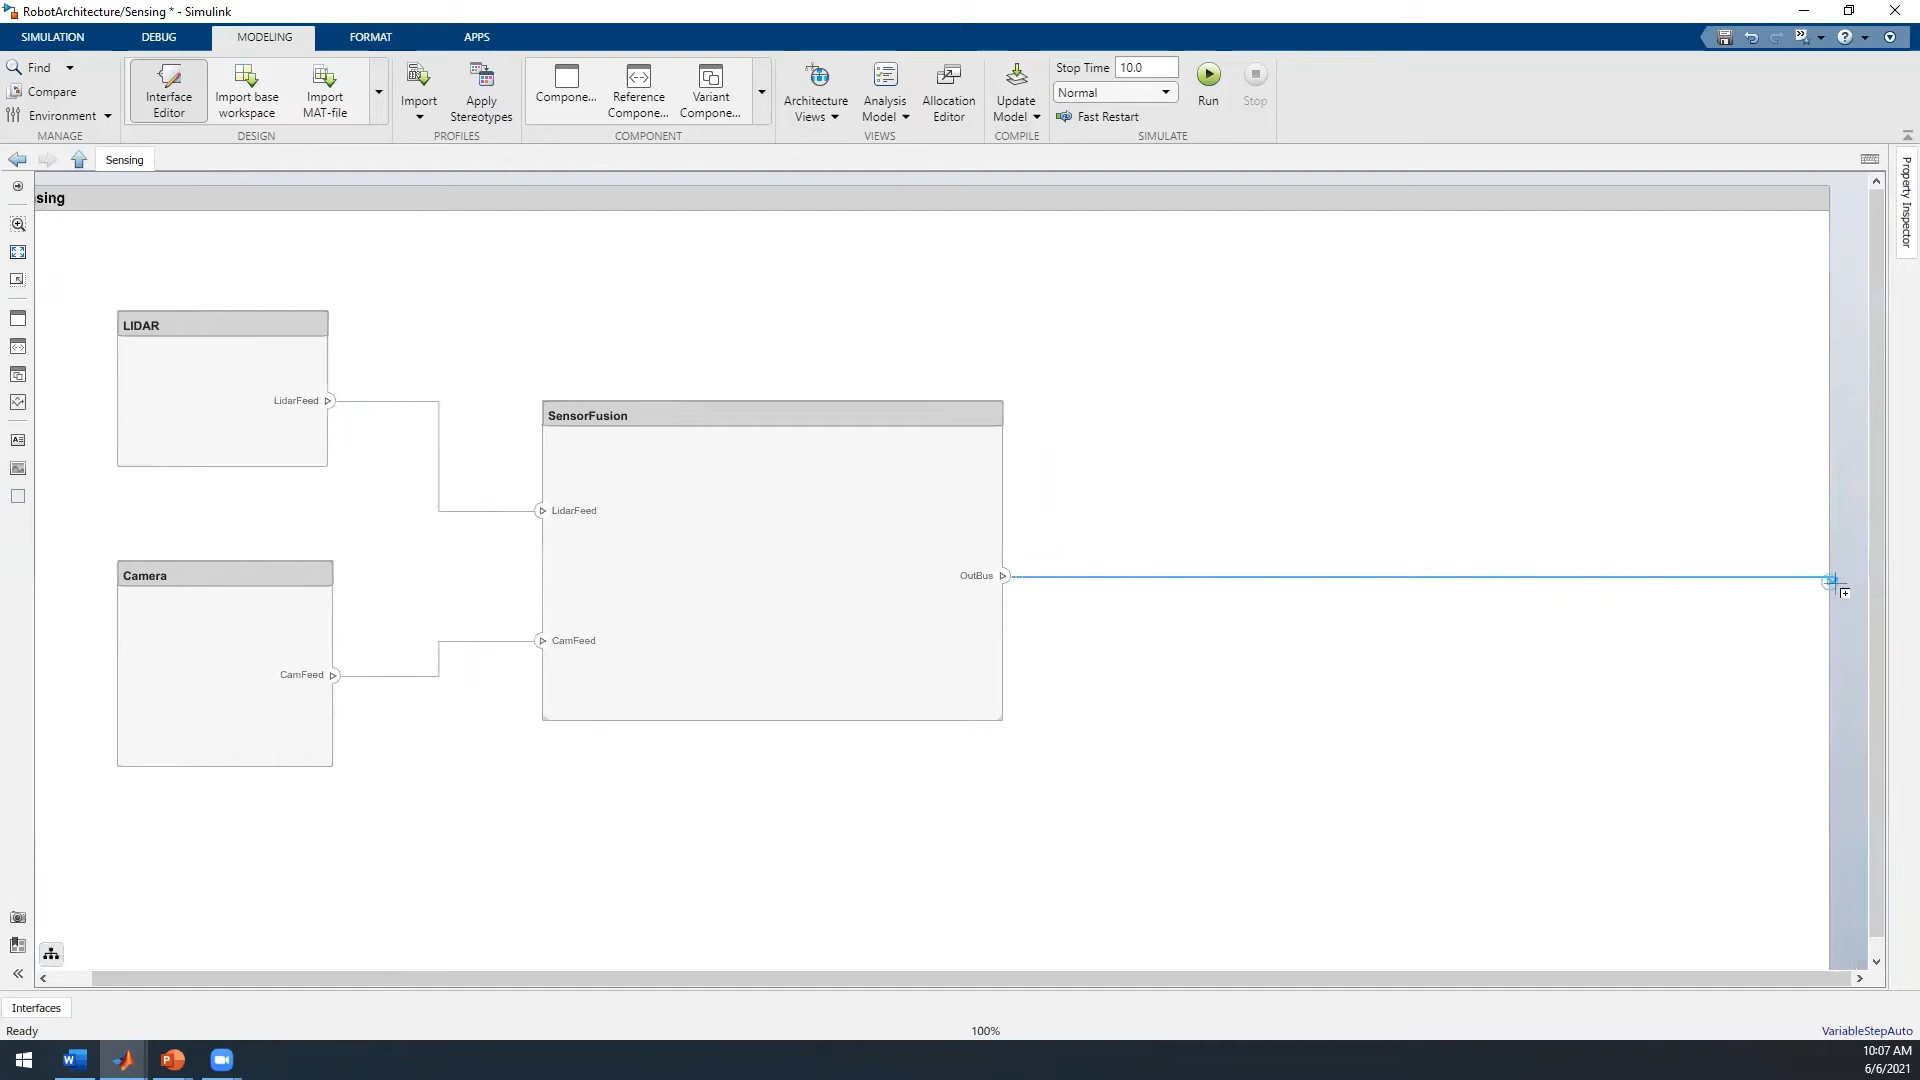 RobotArchitecture/Sensing * - Simulink
SIMULATION DEBUG MODELING FORMAT APPS
Find
Compare
Environment
MANAGE
Interface
Editor
Import base
workspace
Import
MAT-file
DESIGN
Import
Apply
Stereotypes
PROFILES
Compone...
Reference
Compone...
Variant
Compone...
COMPONENT
Architecture
Views
Analysis
Model
Allocation
Editor
VIEWS
Update
Model
COMPILE
Stop Time 10.0
Normal
Fast Restart
Run
Stop
SIMULATE
Sensing
Property Inspector
sing
LIDAR
LidarFeed
SensorFusion
LidarFeed
OutBus
CamFeed
Camera
CamFeed
Interfaces
Ready 100% VariableStepAuto
10:07 AM
6/6/2021